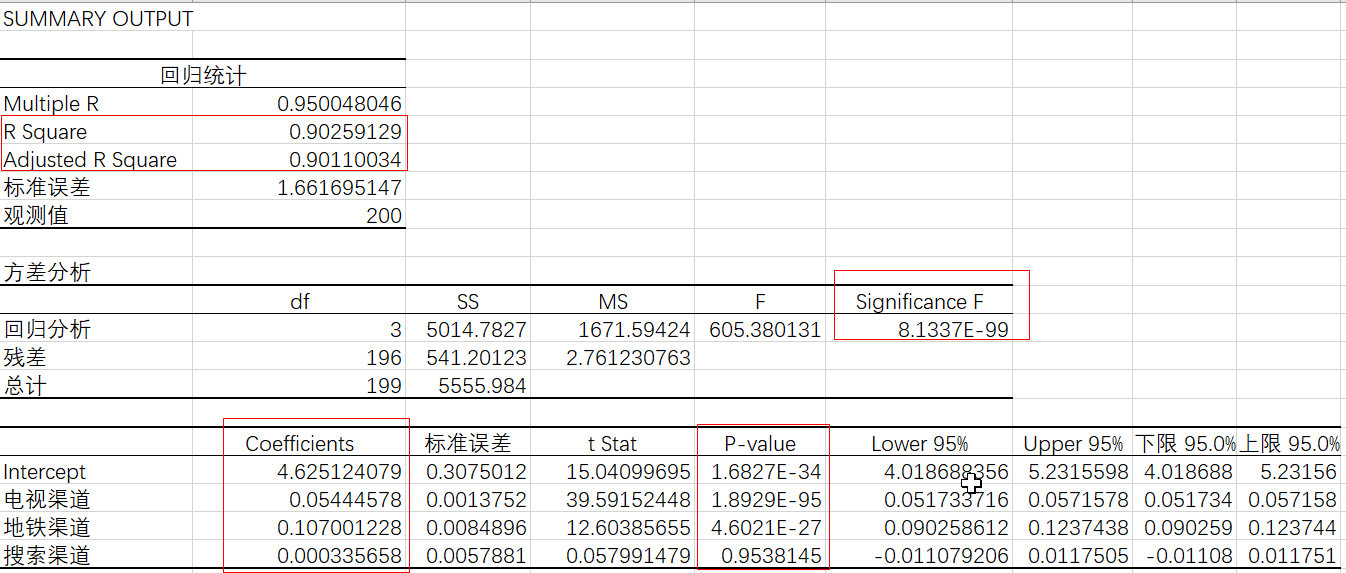 SUMMARY OUTPUT
回归统计
Multiple R 0.950048046
R Square 0.90259129
Adjusted R Square 0.90110034
标准误差 1.661695147
观测值 200
方差分析
df SS MS F Significance F
回归分析 3 5014.7827 1671.59424 605.380131 8.1337E-99
残差 196 541.20123 2.761230763
总计 199 5555.984
Coefficients 标准误差 t Stat P-value Lower 95% Upper 95% 下限 95.0% 上限 95.0%
Intercept 4.625124079 0.3075012 15.04099695 1.6827E-34 4.018688356 5.2315598 4.018688 5.23156
电视渠道 0.05444578 0.0013752 39.59152448 1.8929E-95 0.051733716 0.0571578 0.051734 0.057158
地铁渠道 0.107001228 0.0084896 12.60385655 4.6021E-27 0.090258612 0.1237438 0.090259 0.123744
搜索渠道 0.000335658 0.0057881 0.057991479 0.9538145 -0.011079206 0.0117505 -0.01108 0.011751